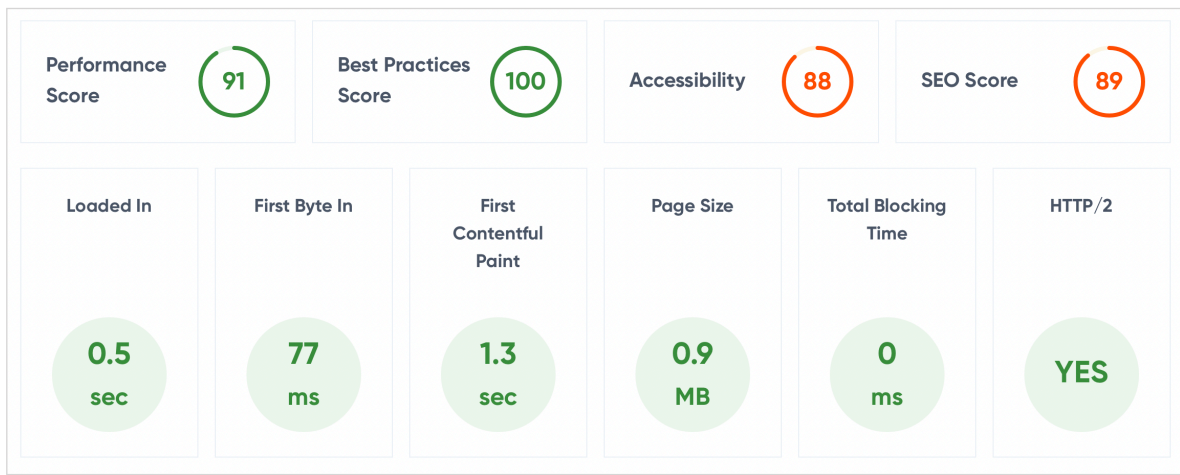 Performance
Score
91
Best Practices
Score
100
Accessibility
88
SEO Score
89
Loaded In
0.5
sec
First Byte In
77
ms
First
Contentful
Paint
1.3
sec
Page Size
0.9
MB
Total Blocking
Time
0
ms
HTTP/2
YES